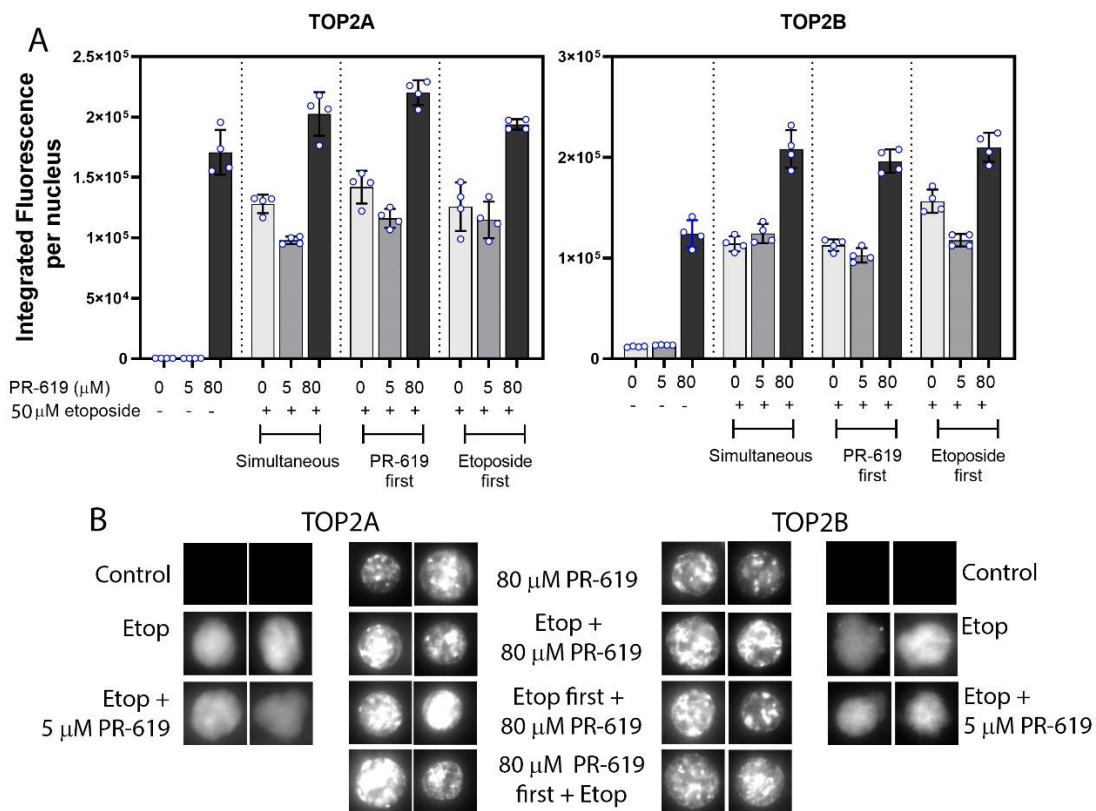 A
TOP2A
TOP2B
Integrated Fluorescence
per nucleus
2.5×10⁵
2.0×10⁵
1.5×10⁵
1.0×10⁵
5.0×10⁴
0
3×10⁵
2×10⁵
1×10⁵
0
PR-619 (μM) 0 5 80 0 5 80 0 5 80 0 5 80
50 μM etoposide - - - + + + + + + + + +
Simultaneous
PR-619
first
Etoposide first
0 5 80 0 5 80 0 5 80 0 5 80
- - - + + + + + + + + +
Simultaneous
PR-619
first
Etoposide first
B
TOP2A
TOP2B
Control
Etop
Etop +
5 μM PR-619
80 μM PR-619
Etop +
80 μM PR-619
Etop first +
80 μM PR-619
80 μM PR-619
first + Etop
Control
Etop
Etop +
5 μM PR-619